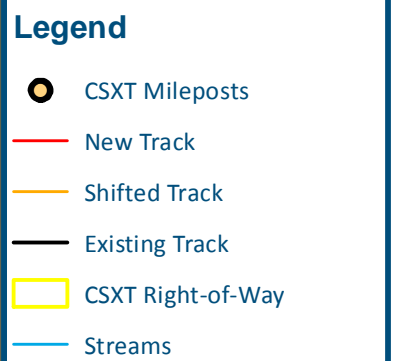 Legend
CSXT Mileposts
New Track
Shifted Track
Existing Track
CSXT Right-of-Way
Streams